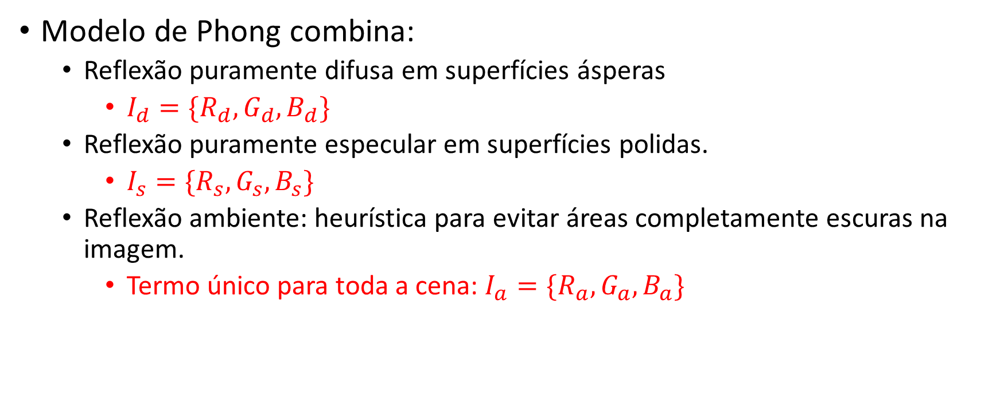 • Modelo de Phong combina:
• Reflexão puramente difusa em superfícies ásperas
• I_d = {R_d, G_d, B_d}
• Reflexão puramente especular em superfícies polidas.
• I_s = {R_s, G_s, B_s}
• Reflexão ambiente: heurística para evitar áreas completamente escuras na
imagem.
• Termo único para toda a cena: I_a = {R_a, G_a, B_a}